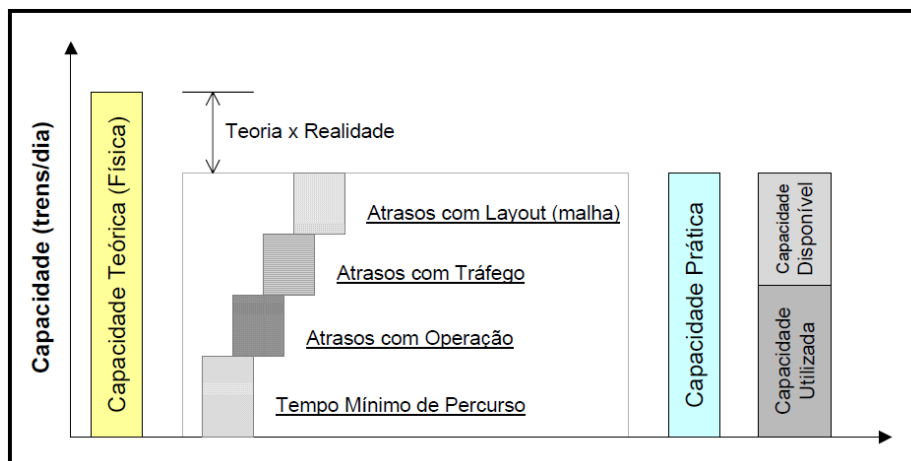 Capacidade (trens/dia)
Capacidade Teórica (Física)
Teoria x Realidade
Atrasos com Layout (malha)
Atrasos com Tráfego
Atrasos com Operação
Tempo Mínimo de Percurso
Capacidade Prática
Capacidade
Disponível
Capacidade
Utilizada